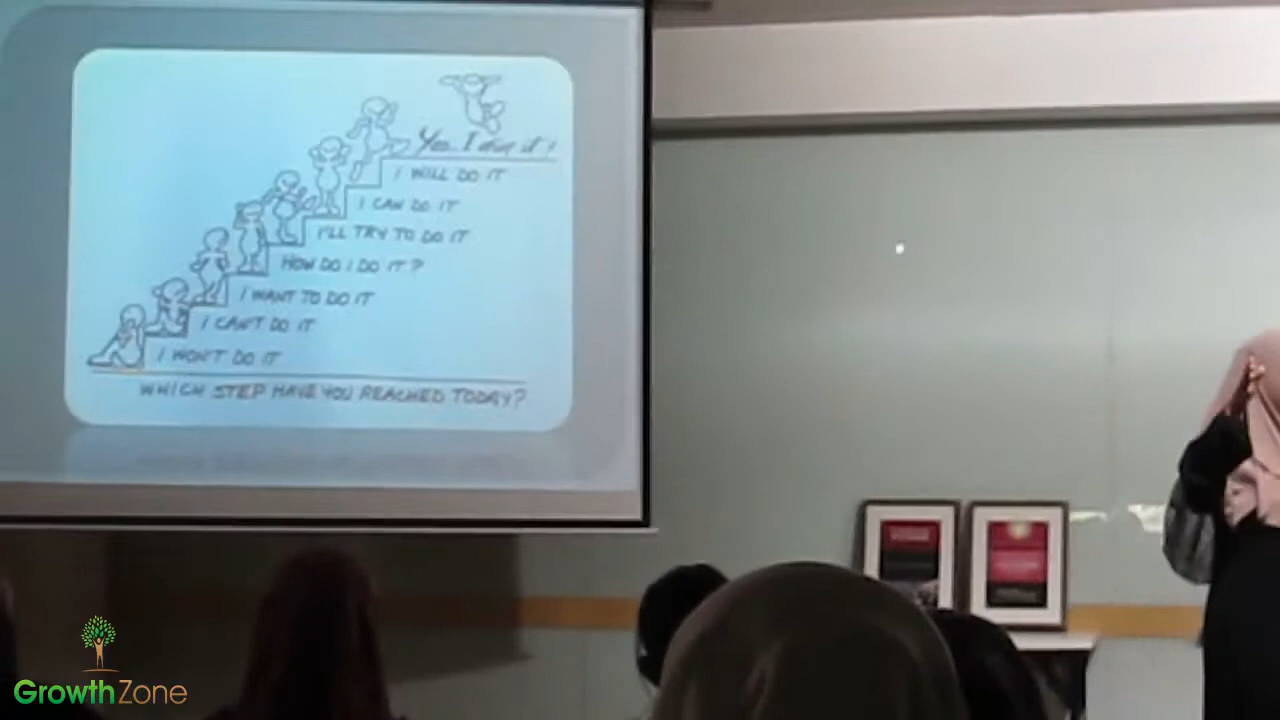 Yes, I did it!
I WILL DO IT
I CAN DO IT
I'LL TRY TO DO IT
HOW DO I DO IT?
I WANT TO DO IT
I CAN'T DO IT
I WON'T DO IT
WHICH STEP HAVE YOU REACHED TODAY?
GrowthZone